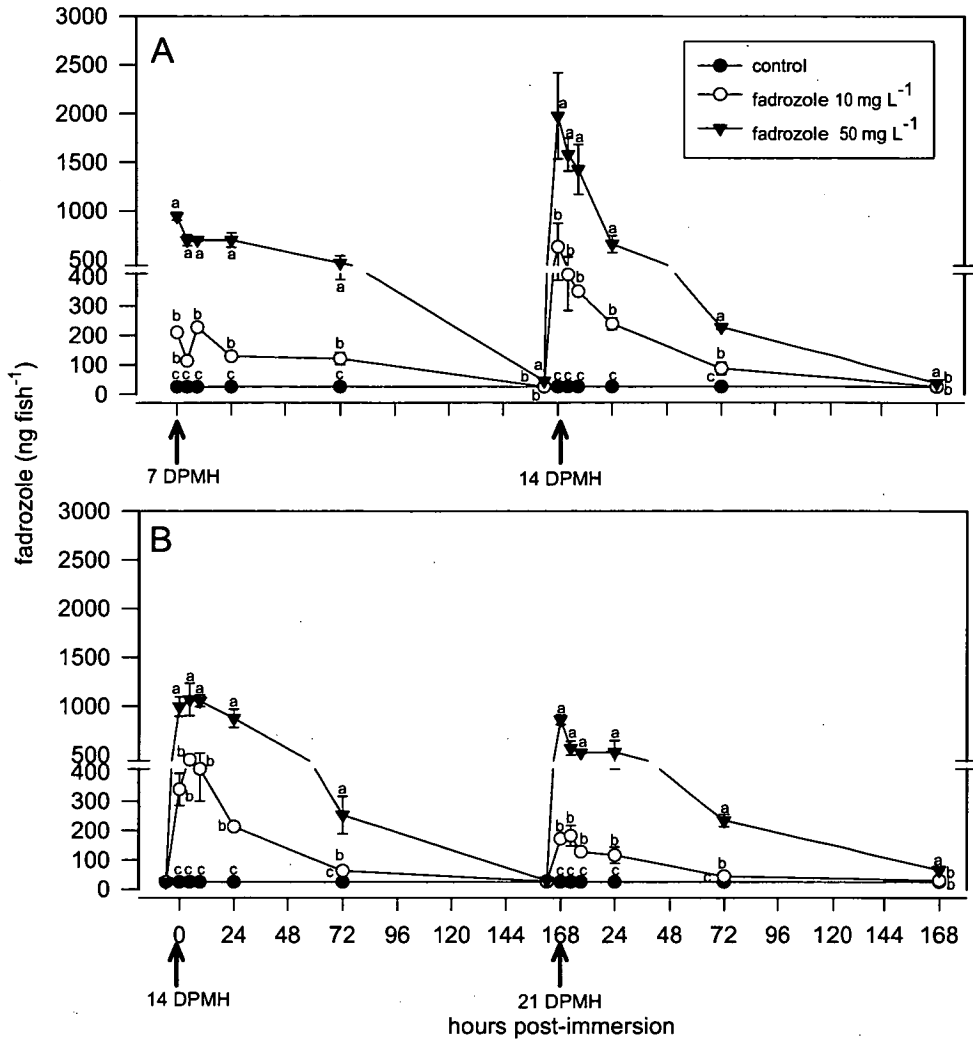 A
3000
2500
2000
1500
1000
500
400
300
200
100
0
control
fadrozole 10 mg L-1
fadrozole 50 mg L-1
a
a
a
a
a
b
b
b
b
b
c
c
c
c
c
a
b
b
a
a
a
b
b
b
b
a
b
c
c
c
c
c
a
a
b
b
7 DPMH
14 DPMH
fadrozole (ng fish-1)
B
3000
2500
2000
1500
1000
500
400
300
200
100
0
a
a
a
a
b
b
b
b
a
b
c
c
c
c
c
a
a
a
a
b
b
b
b
a
b
c
c
c
c
c
a
b
b
0 24 48 72 96 120 144 168 24 48 72 96 120 144 168
14 DPMH
21 DPMH
hours post-immersion